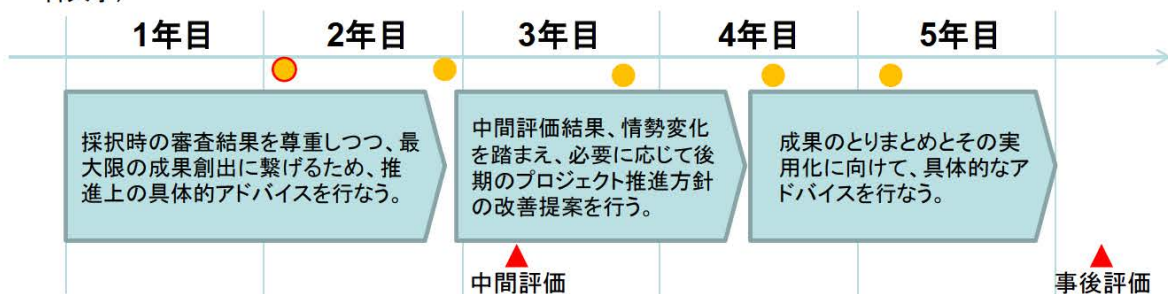 1年目 2年目 3年目 4年目 5年目
採択時の審査結果を尊重しつつ、最
大限の成果創出に繋げるため、推
進上の具体的アドバイスを行なう。
中間評価結果、情勢変化
を踏まえ、必要に応じて後
期のプロジェクト推進方針
の改善提案を行う。
成果のとりまとめとその実
用化に向けて、具体的なア
ドバイスを行なう。
中間評価
事後評価